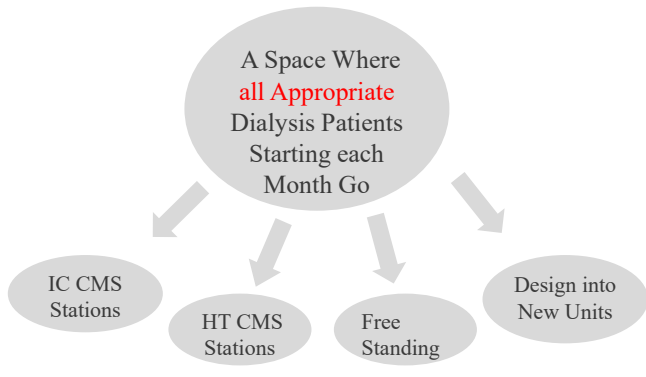 A Space Where
all Appropriate
Dialysis Patients
Starting each
Month Go
IC CMS
Stations
HT CMS
Stations
Free
Standing
Design into
New Units